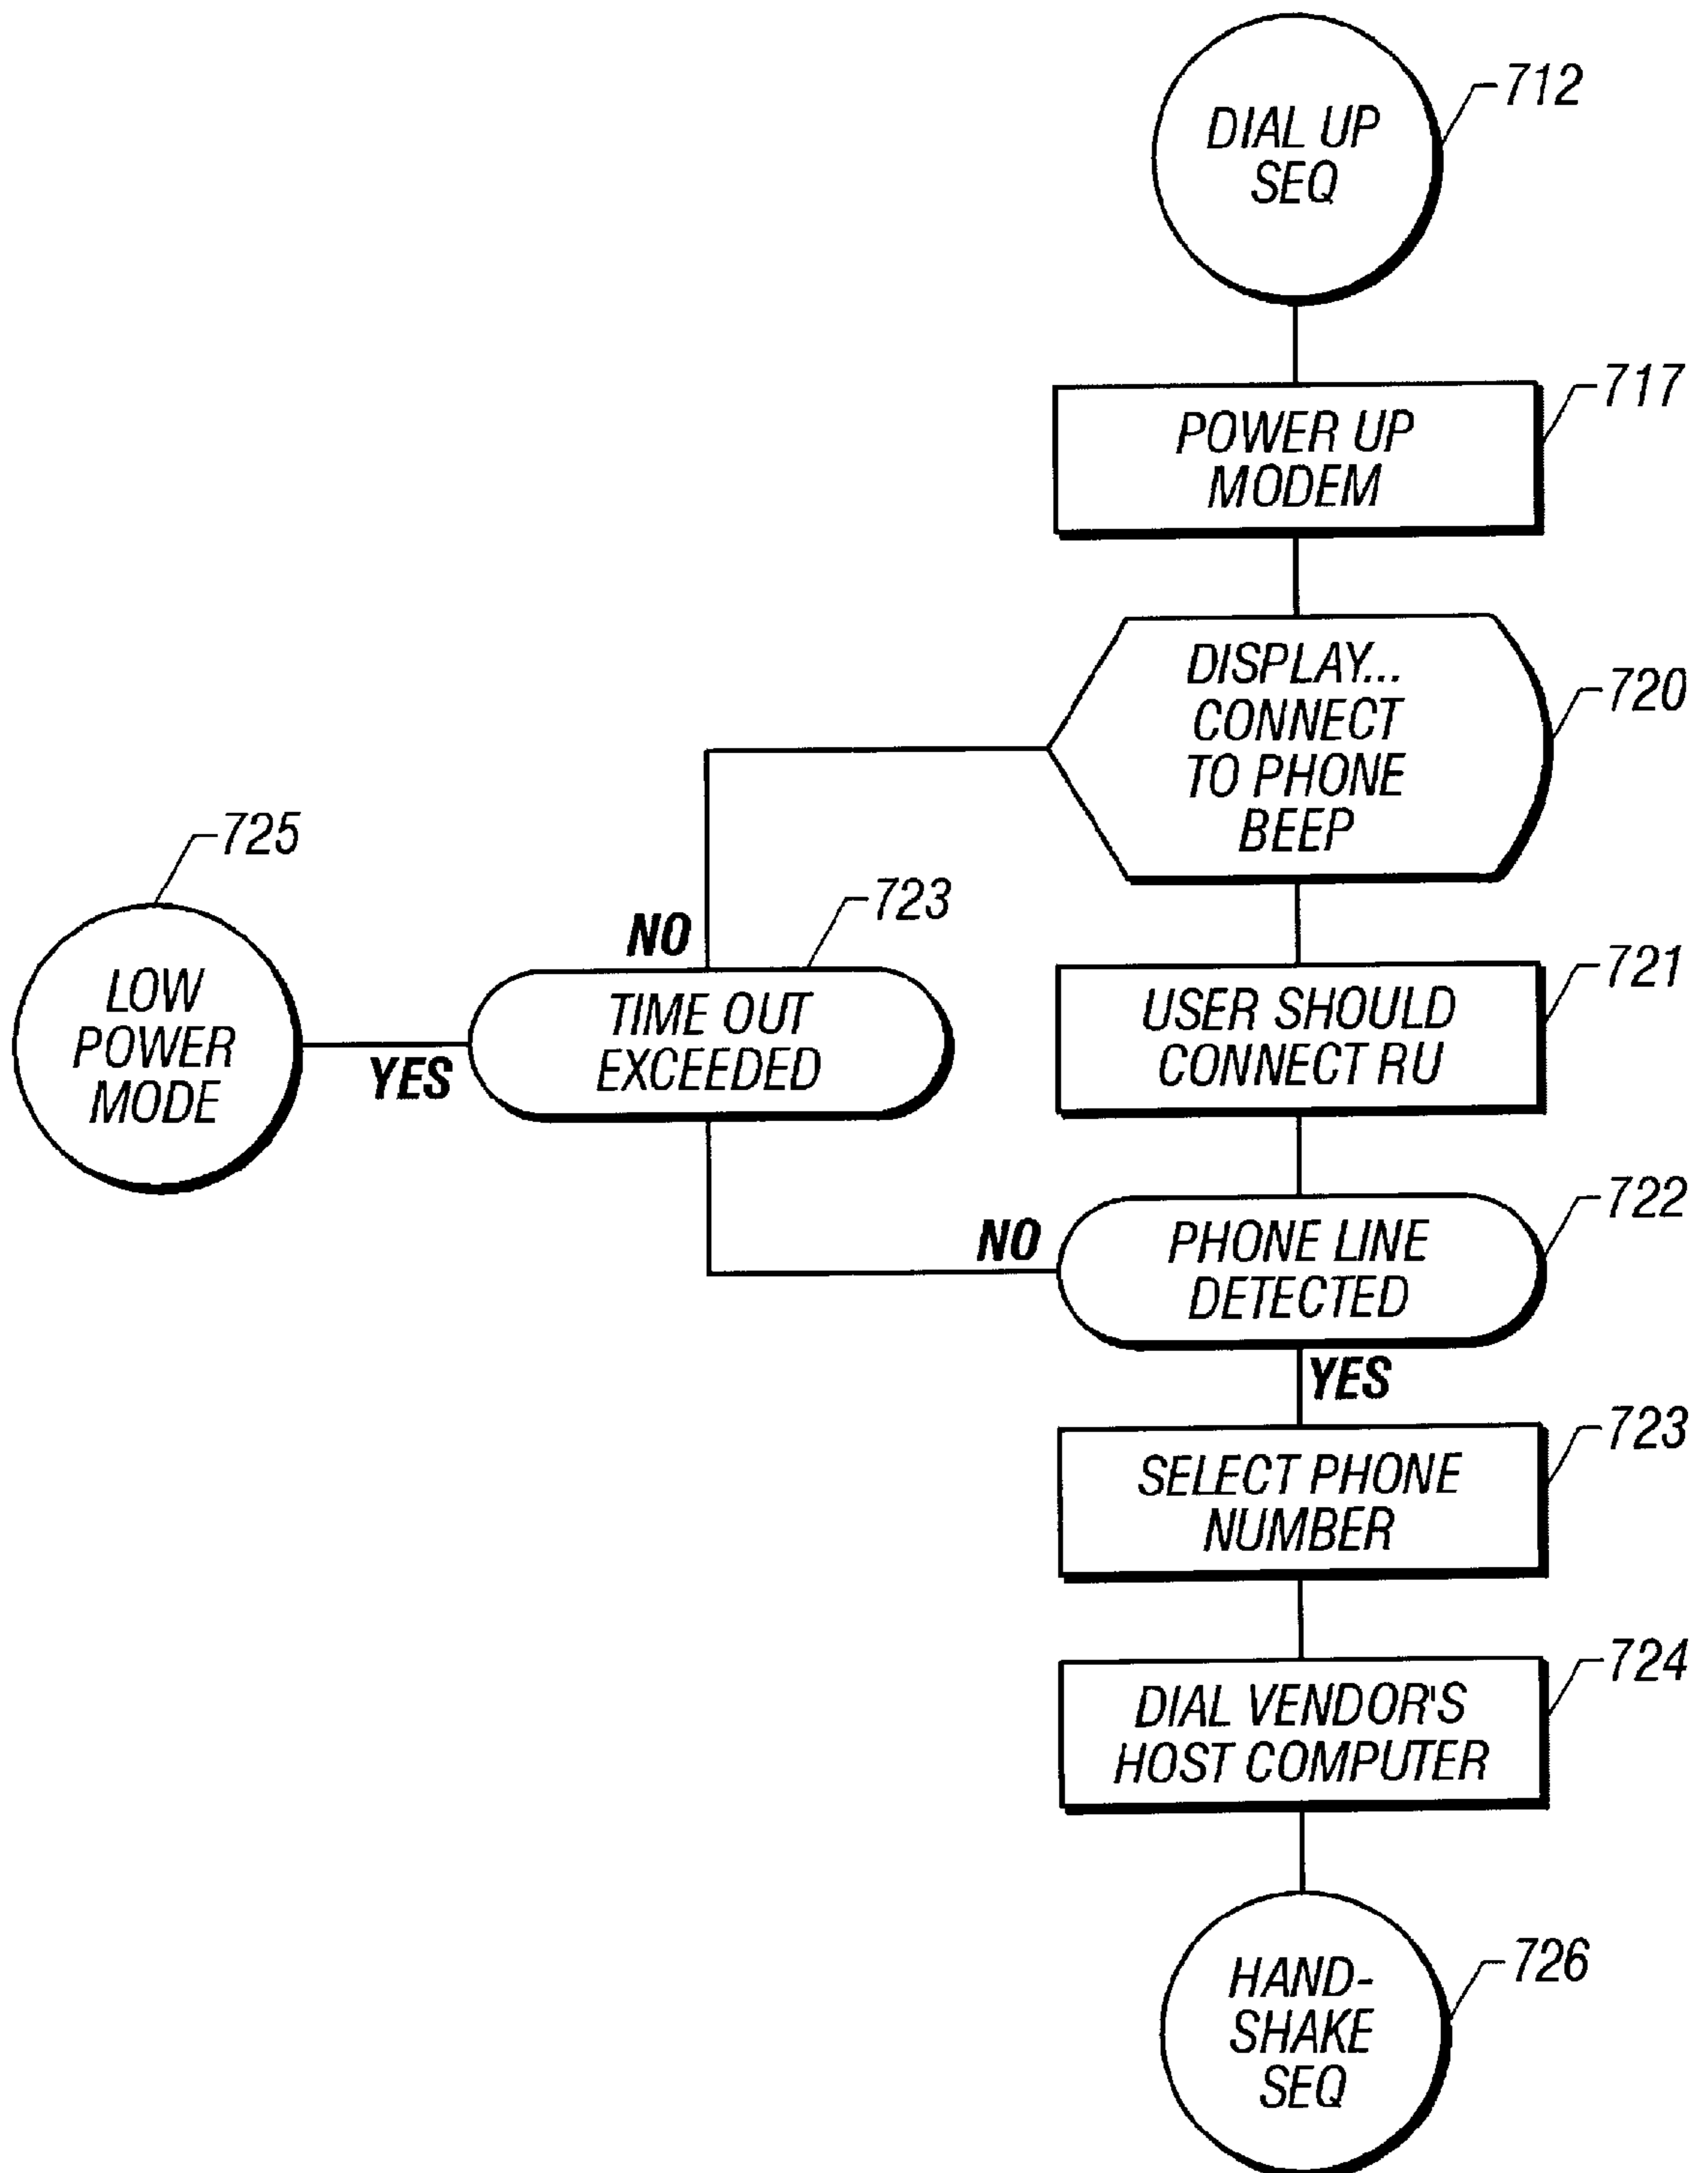 712
DIAL UP
SEQ
717
POWER UP
MODEM
720
DISPLAY...
CONNECT
TO PHONE
BEEP
725
LOW
POWER
MODE
YES
NO
723
TIME OUT
EXCEEDED
721
USER SHOULD
CONNECT RU
722
NO
PHONE LINE
DETECTED
YES
723
SELECT PHONE
NUMBER
724
DIAL VENDOR'S
HOST COMPUTER
726
HAND-
SHAKE
SEQ